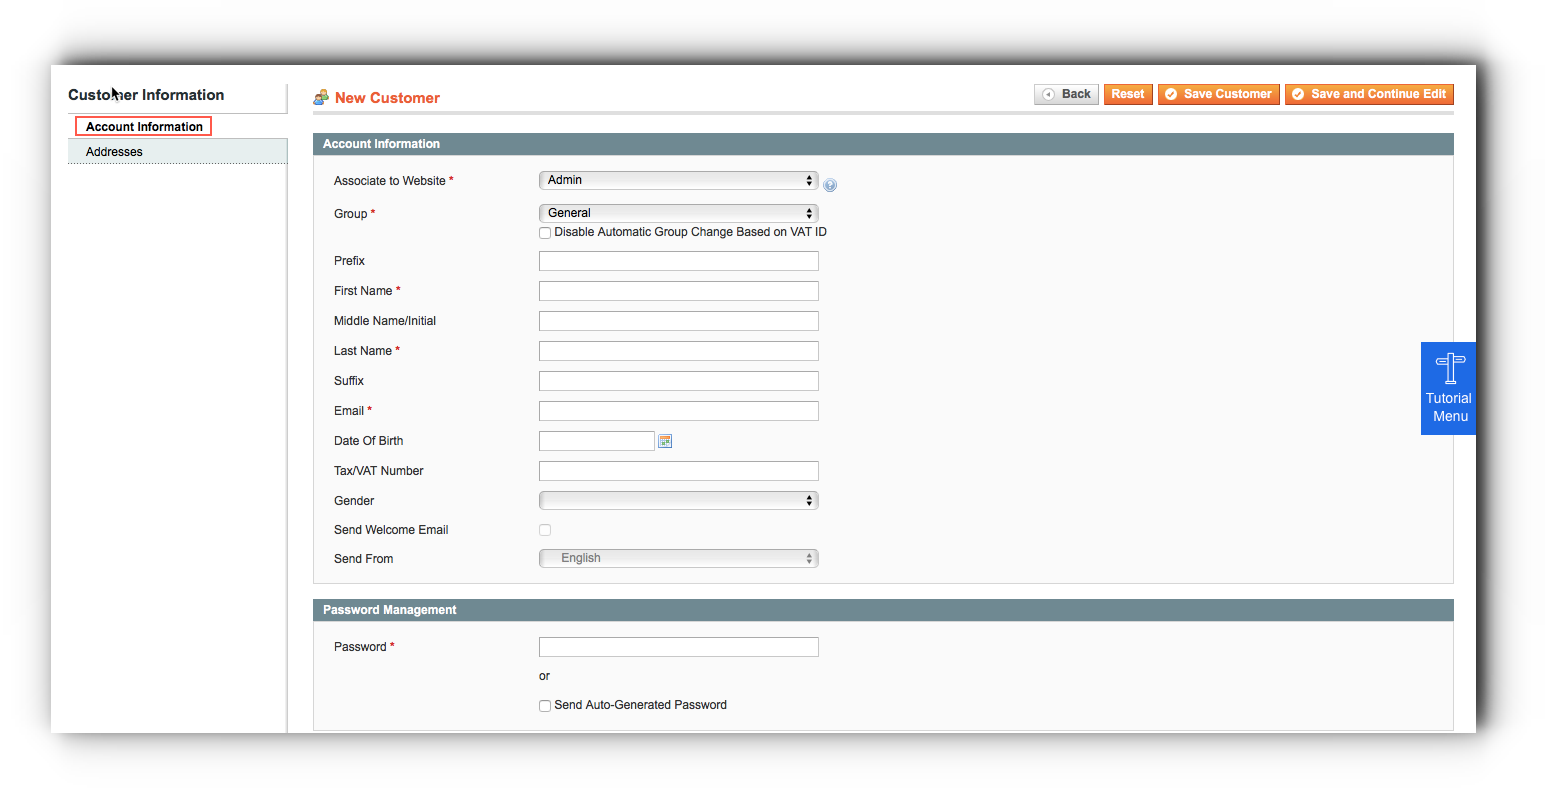 Customer Information
Account Information
Addresses
New Customer
Back Reset Save Customer Save and Continue Edit
Account Information
Associate to Website * Admin
Group * General
Disable Automatic Group Change Based on VAT ID
Prefix
First Name *
Middle Name/Initial
Last Name *
Suffix
Email *
Date Of Birth
Tax/VAT Number
Gender
Send Welcome Email
Send From English
Tutorial
Menu
Password Management
Password *
or
Send Auto-Generated Password